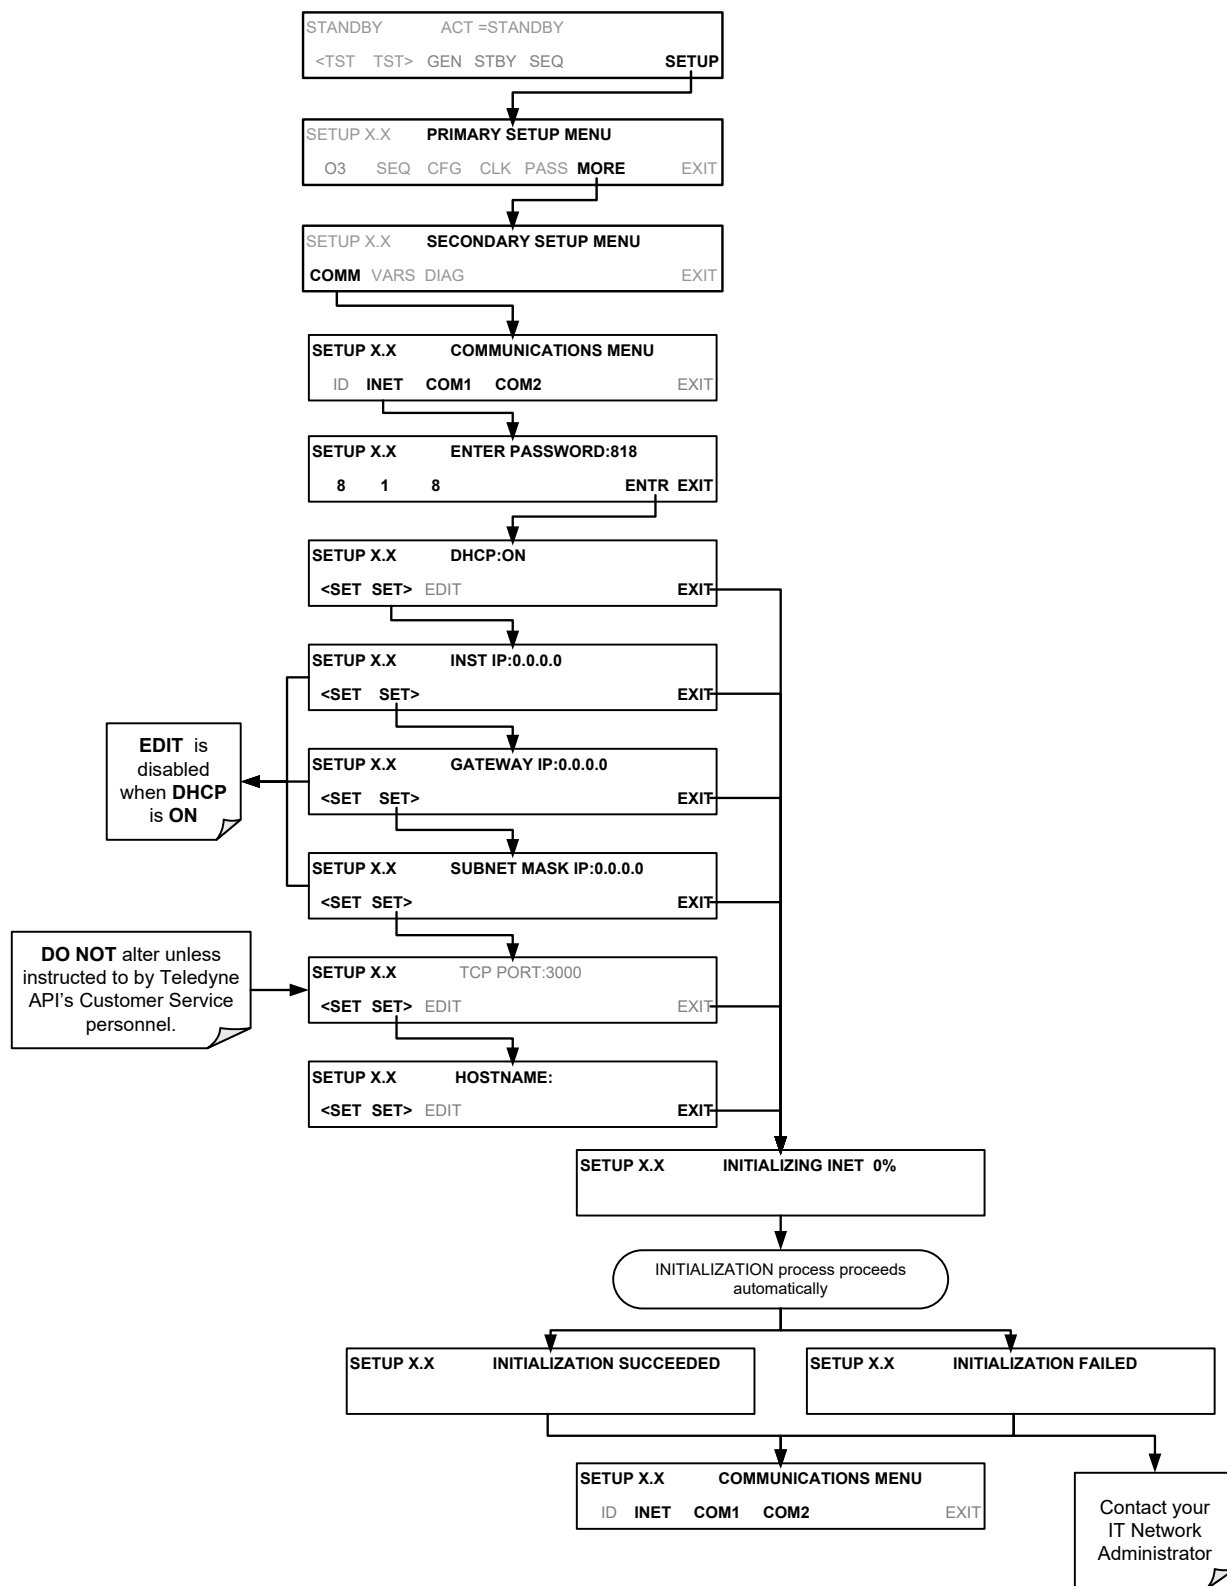 STANDBY ACT =STANDBY
<TST TST> GEN STBY SEQ SETUP
SETUP X.X PRIMARY SETUP MENU
O3 SEQ CFG CLK PASS MORE EXIT
SETUP X.X SECONDARY SETUP MENU
COMM VARS DIAG EXIT
SETUP X.X COMMUNICATIONS MENU
ID INET COM1 COM2 EXIT
SETUP X.X ENTER PASSWORD:818
8 1 8 ENTR EXIT
SETUP X.X DHCP:ON
<SET SET> EDIT EXIT
SETUP X.X INST IP:0.0.0.0
<SET SET> EXIT
EDIT is
disabled
when DHCP
is ON
SETUP X.X GATEWAY IP:0.0.0.0
<SET SET> EXIT
SETUP X.X SUBNET MASK IP:0.0.0.0
<SET SET> EXIT
DO NOT alter unless
instructed to by Teledyne
API's Customer Service
personnel.
SETUP X.X TCP PORT:3000
<SET SET> EDIT EXIT
SETUP X.X HOSTNAME:
<SET SET> EDIT EXIT
SETUP X.X INITIALIZING INET 0%
INITIALIZATION process proceeds
automatically
SETUP X.X INITIALIZATION SUCCEEDED
SETUP X.X INITIALIZATION FAILED
SETUP X.X COMMUNICATIONS MENU
ID INET COM1 COM2 EXIT
Contact your
IT Network
Administrator